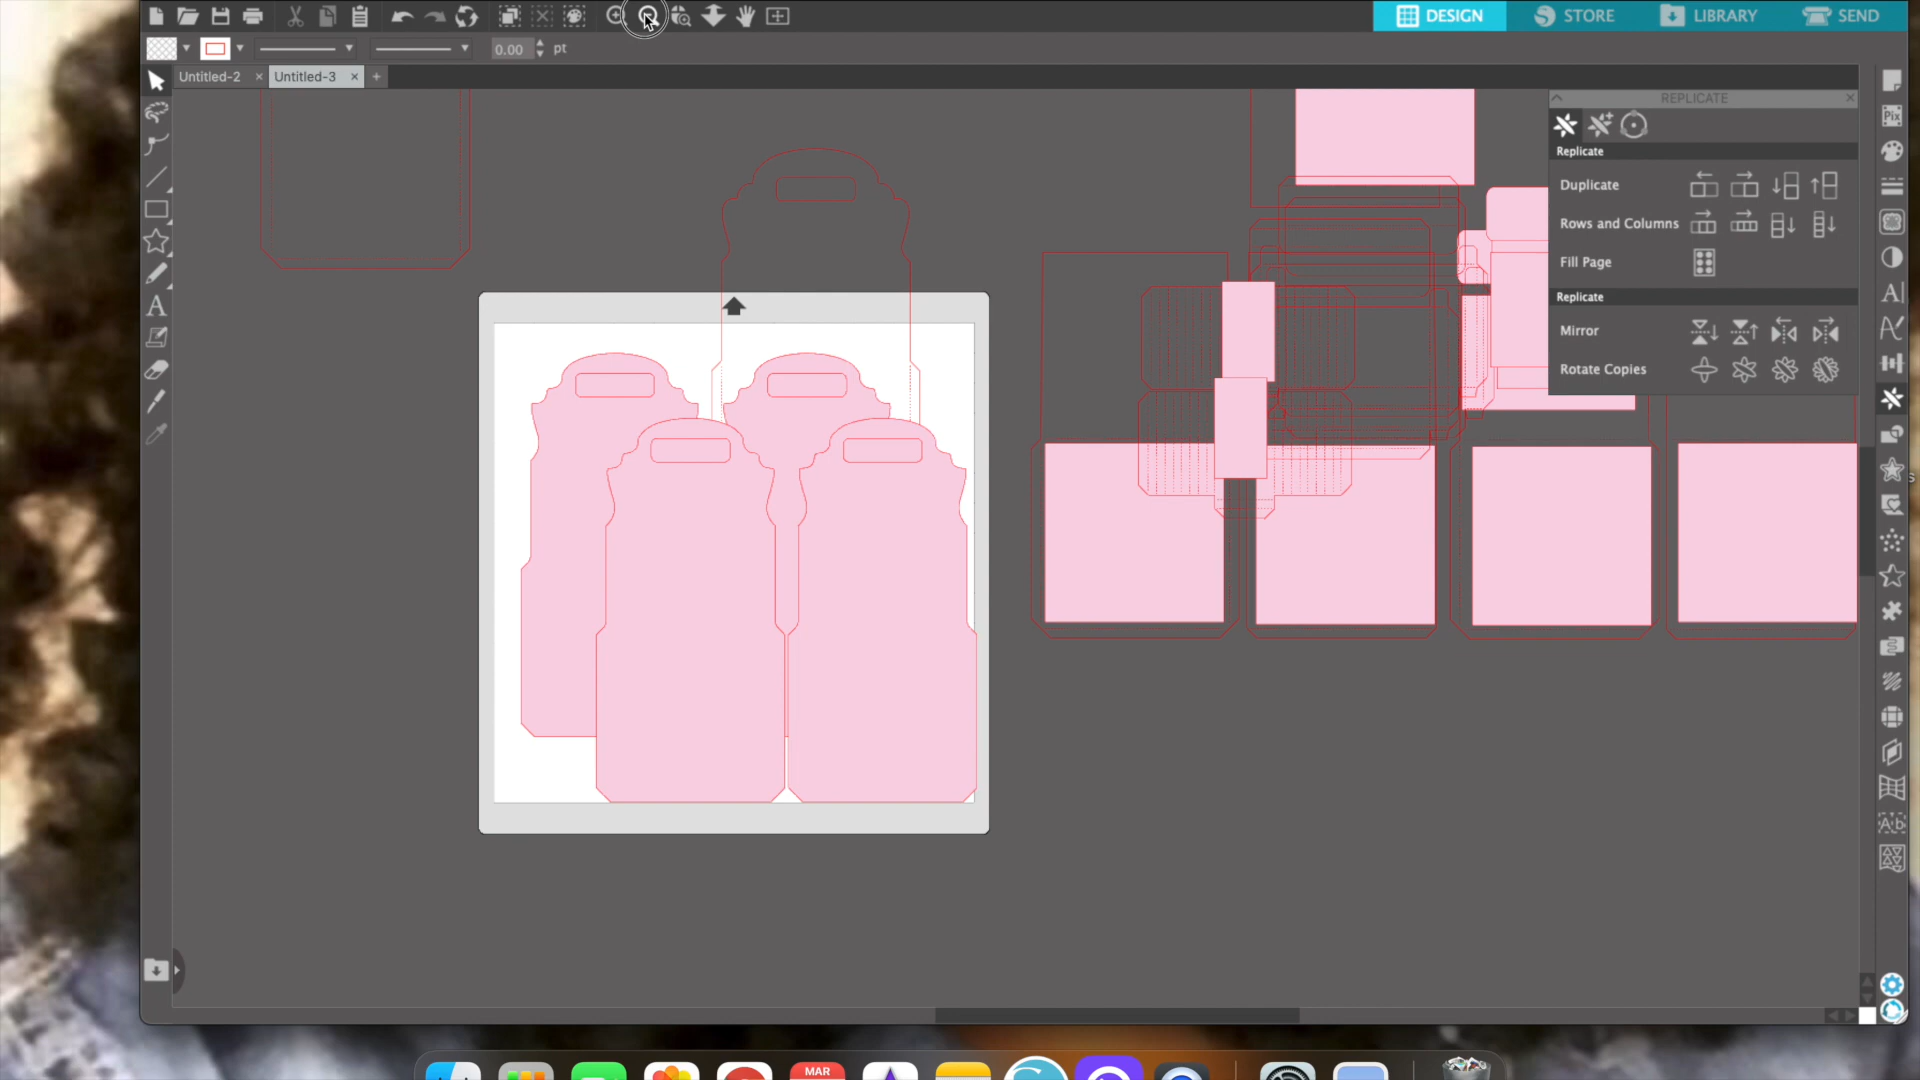 DESIGN
STORE
LIBRARY
SEND
0.00
pt
Untitled-2
Untitled-3
REPLICATE
Pix
Replicate
Duplicate
Rows and Columns
Fill Page
Replicate
Mirror
Rotate Copies
MAR